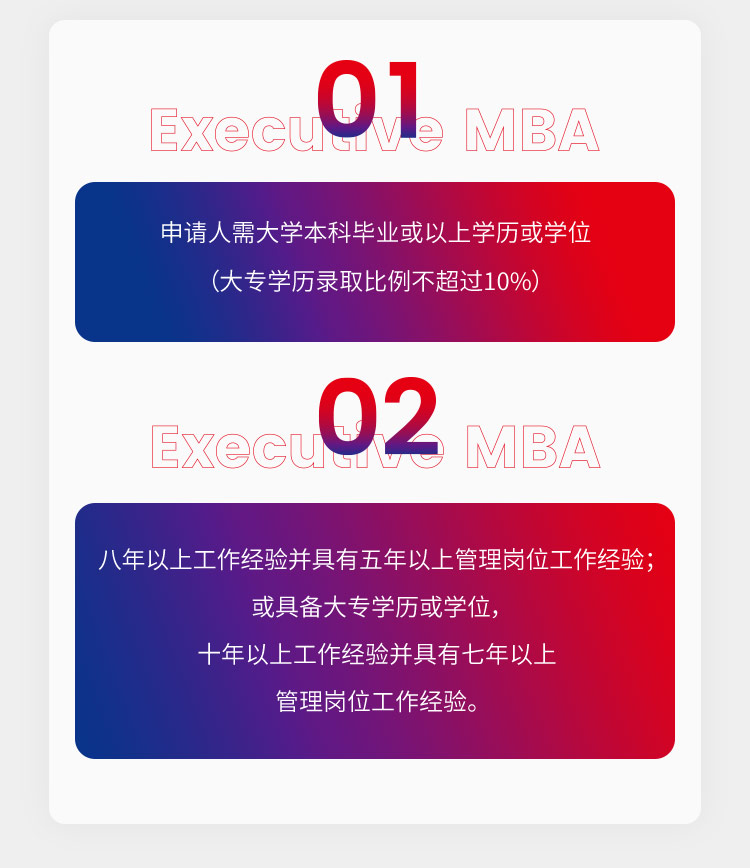 01
Executive MBA
申请人需大学本科毕业或以上学历或学位
（大专学历录取比例不超过10%）
02
Executive MBA
八年以上工作经验并具有五年以上管理岗位工作经验；
或具备大专学历或学位，
十年以上工作经验并具有七年以上
管理岗位工作经验。